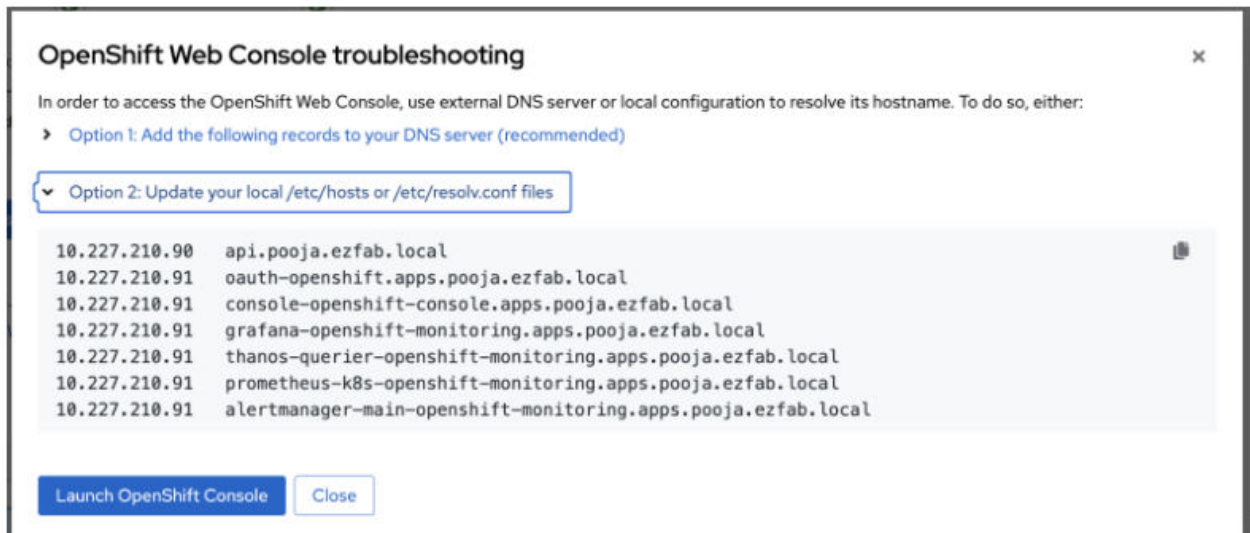 OpenShift Web Console troubleshooting
In order to access the OpenShift Web Console, use external DNS server or local configuration to resolve its hostname. To do so, either:
Option 1: Add the following records to your DNS server (recommended)
Option 2: Update your local /etc/hosts or /etc/resolv.conf files
10.227.210.90 api.pooja.ezfab.local
10.227.210.91 oauth-openshift.apps.pooja.ezfab.local
10.227.210.91 console-openshift-console.apps.pooja.ezfab.local
10.227.210.91 grafana-openshift-monitoring.apps.pooja.ezfab.local
10.227.210.91 thanos-querier-openshift-monitoring.apps.pooja.ezfab.local
10.227.210.91 prometheus-k8s-openshift-monitoring.apps.pooja.ezfab.local
10.227.210.91 alertmanager-main-openshift-monitoring.apps.pooja.ezfab.local
Launch OpenShift Console Close